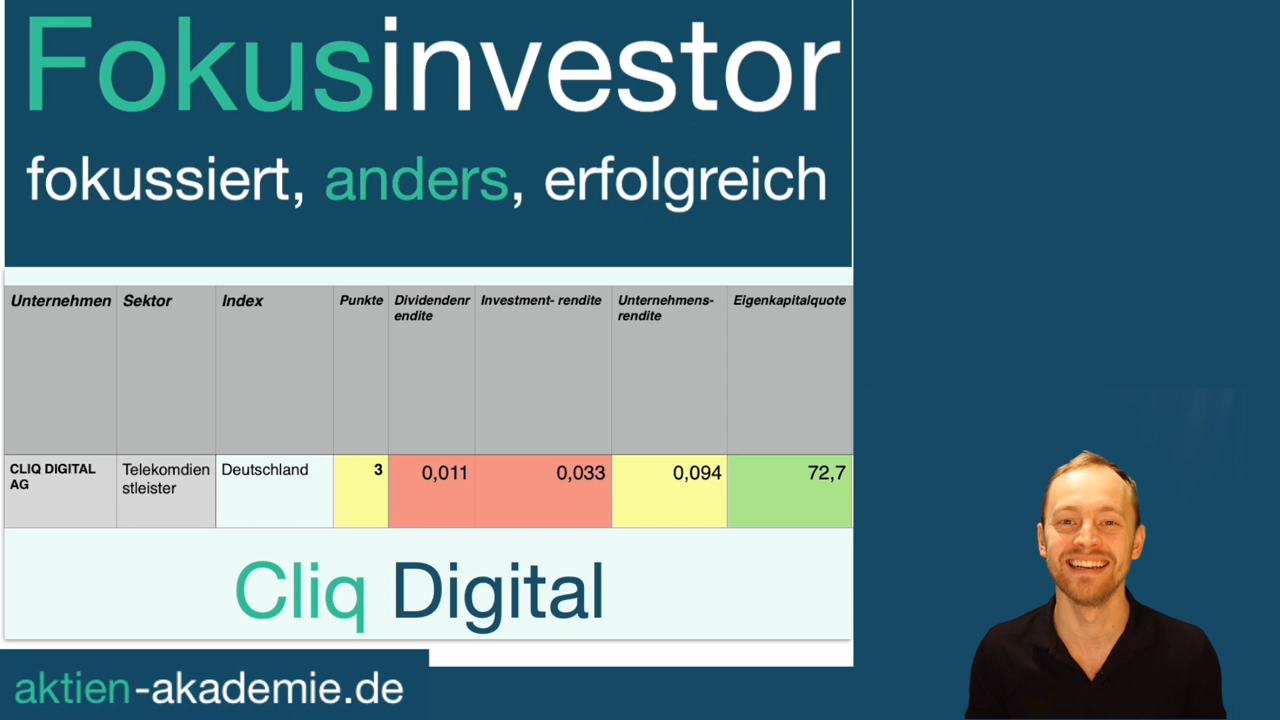 Fokusinvestor
fokussiert, anders, erfolgreich
Unternehmen Sektor Index Punkte Dividendenr Investment- rendite Unternehmens- Eigenkapitalquote
endite rendite
CLIQ DIGITAL Telekomdien Deutschland 3 0,011 0,033 0,094 72,7
AG stleister
Cliq Digital
aktien-akademie.de